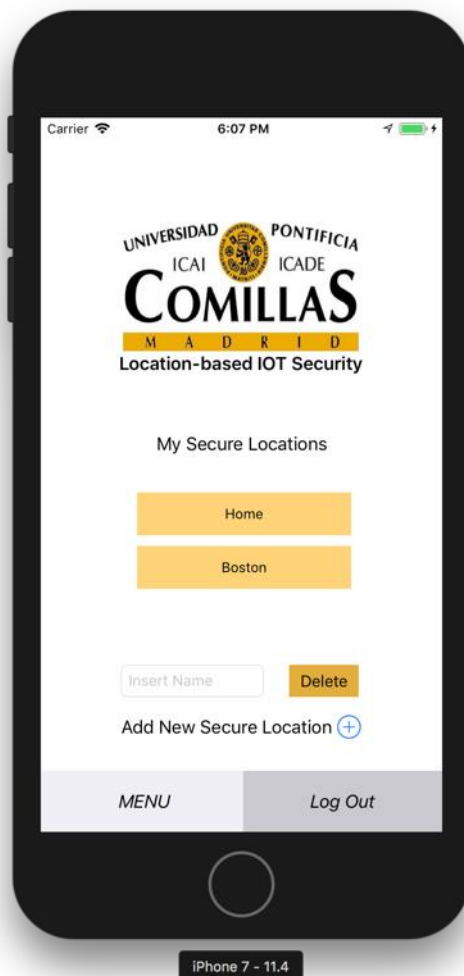 Carrier 6:07 PM
UNIVERSIDAD PONTIFICIA
ICAI ICADE
COMILLAS
MADRID
Location-based IOT Security
My Secure Locations
Home
Boston
Insert Name Delete
Add New Secure Location
MENU Log Out
iPhone 7 - 11.4